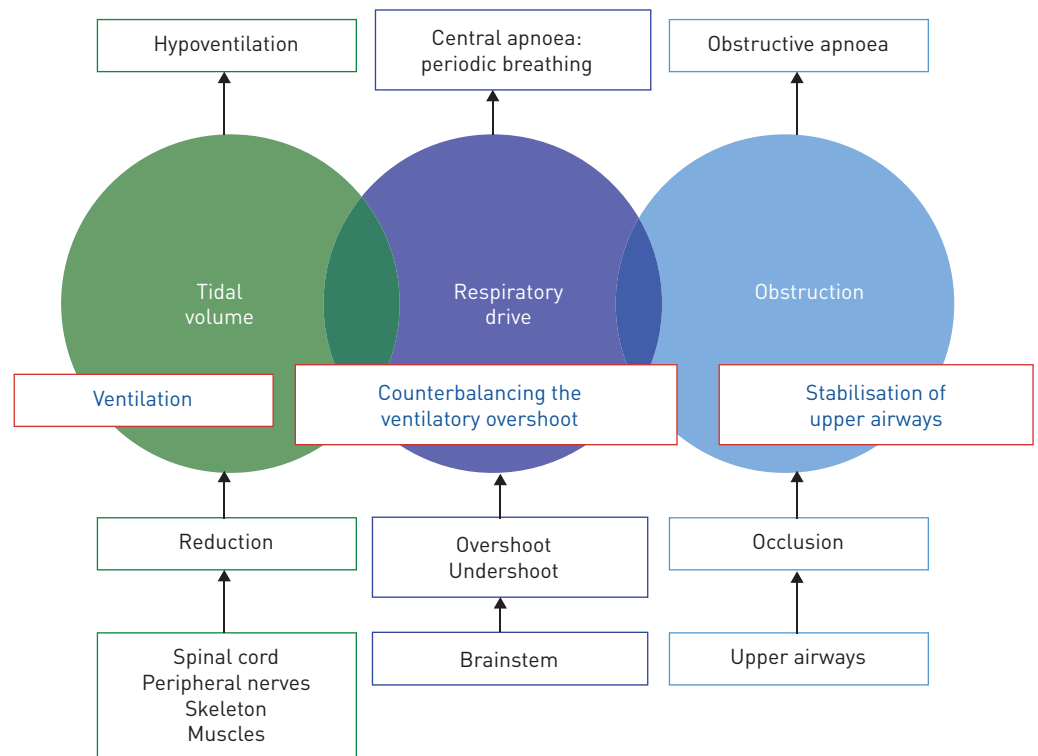 Hypoventilation
Central apnoea:
periodic breathing
Obstructive apnoea
Tidal
volume
Respiratory
drive
Obstruction
Ventilation
Counterbalancing the
ventilatory overshoot
Stabilisation of
upper airways
Reduction
Overshoot
Undershoot
Occlusion
Spinal cord
Peripheral nerves
Skeleton
Muscles
Brainstem
Upper airways